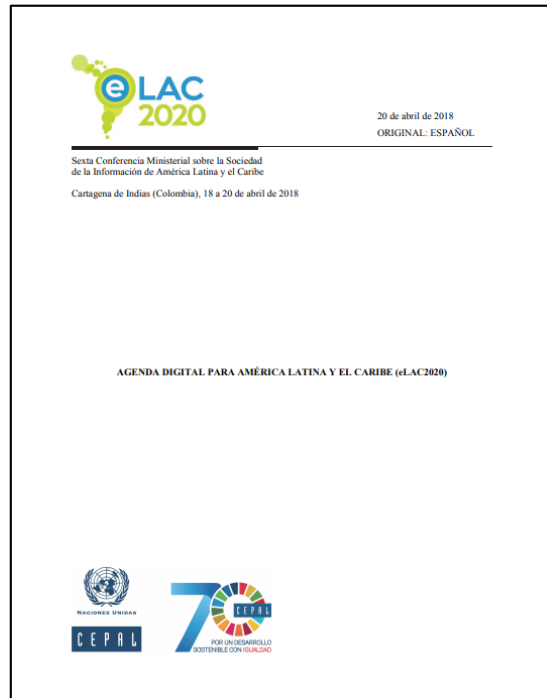 eLAC
2020
20 de abril de 2018
ORIGINAL: ESPAÑOL
Sexta Conferencia Ministerial sobre la Sociedad
de la Información de América Latina y el Caribe
Cartagena de Indias (Colombia), 18 a 20 de abril de 2018
AGENDA DIGITAL PARA AMÉRICA LATINA Y EL CARIBE (eLAC2020)
NACIONES UNIDAS
CEPAL
70
CEPAL
POR UN DESARROLLO
SOSTENIBLE CON IGUALDAD